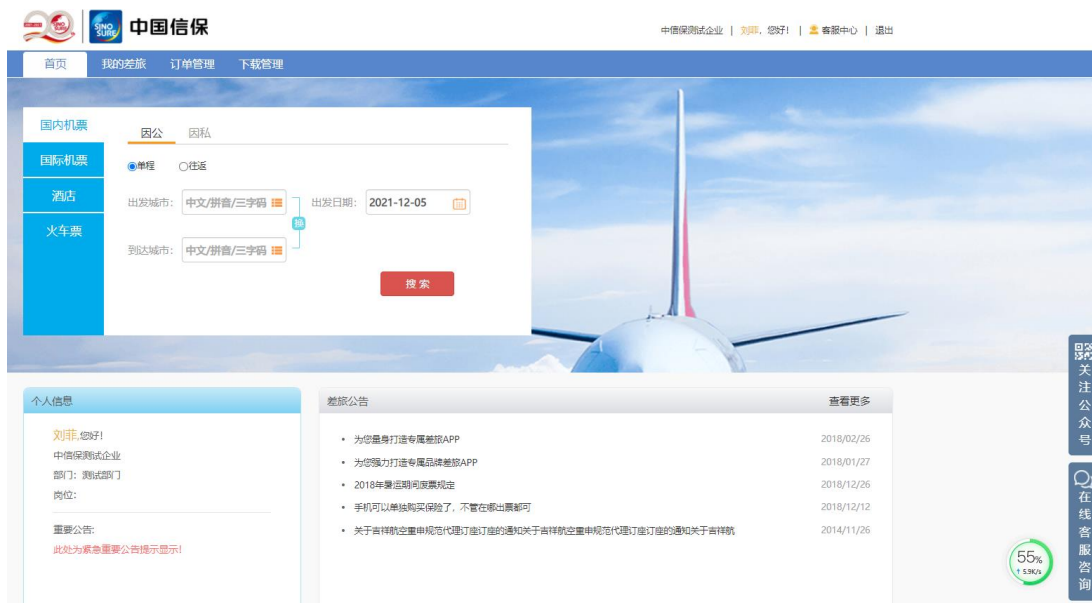 SINO
SURE
中国信保
中信保测试企业 | 刘菲, 您好! | 客服中心 | 退出
首页 我的差旅 订单管理 下载管理
国内机票
国际机票
酒店
火车票
因公 因私
单程 往返
出发城市: 中文/拼音/三字码 出发日期: 2021-12-05
换
到达城市: 中文/拼音/三字码
搜 索
个人信息
刘菲,您好!
中信保测试企业
部门: 测试部门
岗位:
重要公告:
此处为紧急重要公告提示显示!
差旅公告 查看更多
为您量身打造专属差旅APP 2018/02/26
为您强力打造专属品牌差旅APP 2018/01/27
2018年暑运期间废票规定 2018/12/26
手机可以单独购买保险了, 不管在哪出票都可 2018/12/12
关于吉祥航空重申规范代理订座订座的通知关于吉祥航空重申规范代理订座订座的通知关于吉祥航 2014/11/26
关注公众号
在线客服咨询
55%
↑ 5.9K/s